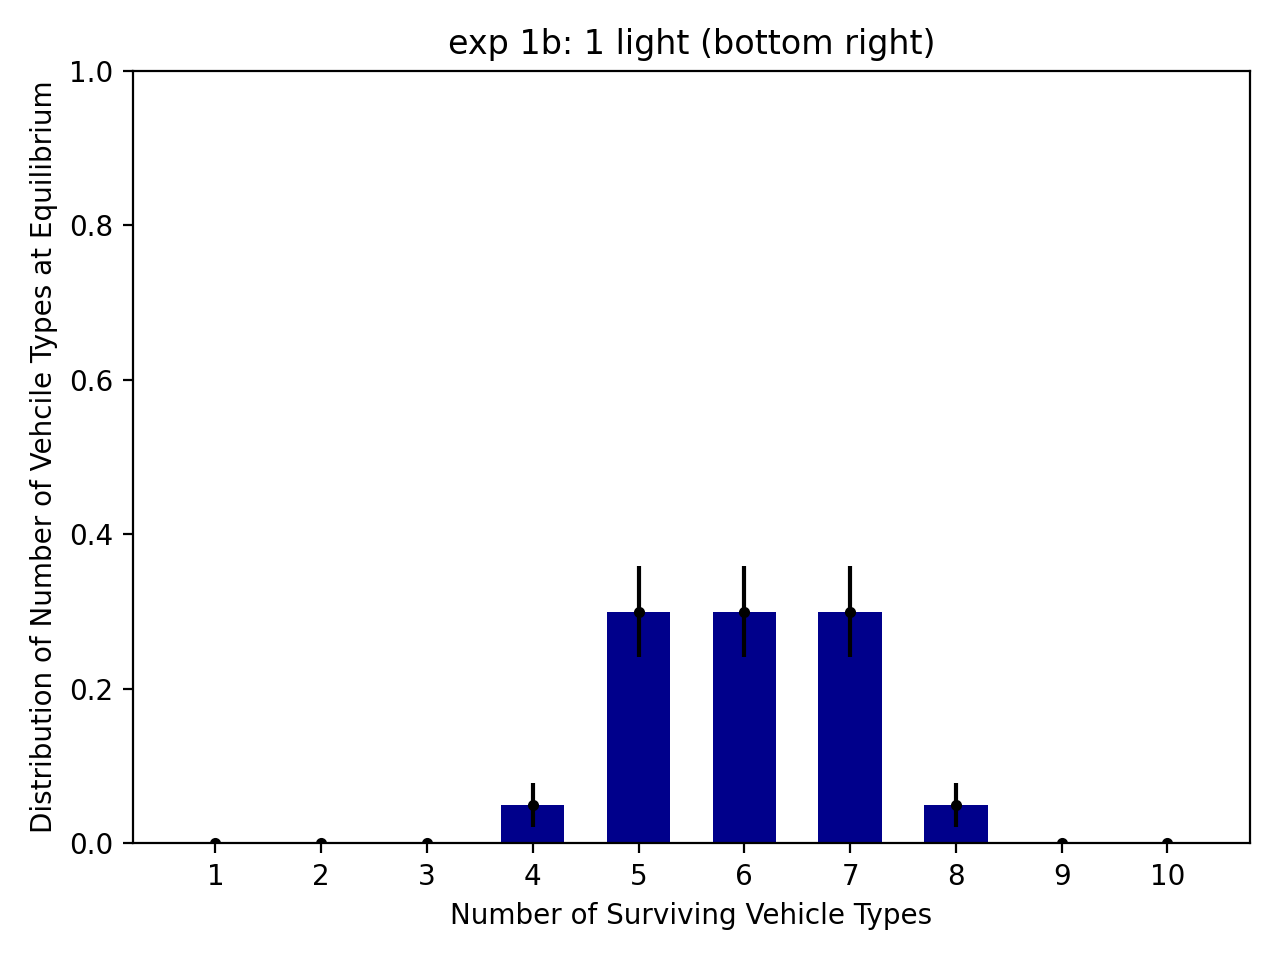 exp 1b: 1 light (bottom right)
Distribution of Number of Vehcile Types at Equilibrium
1.0
0.8
0.6
0.4
0.2
0.0
1 2 3 4 5 6 7 8 9 10
Number of Surviving Vehicle Types